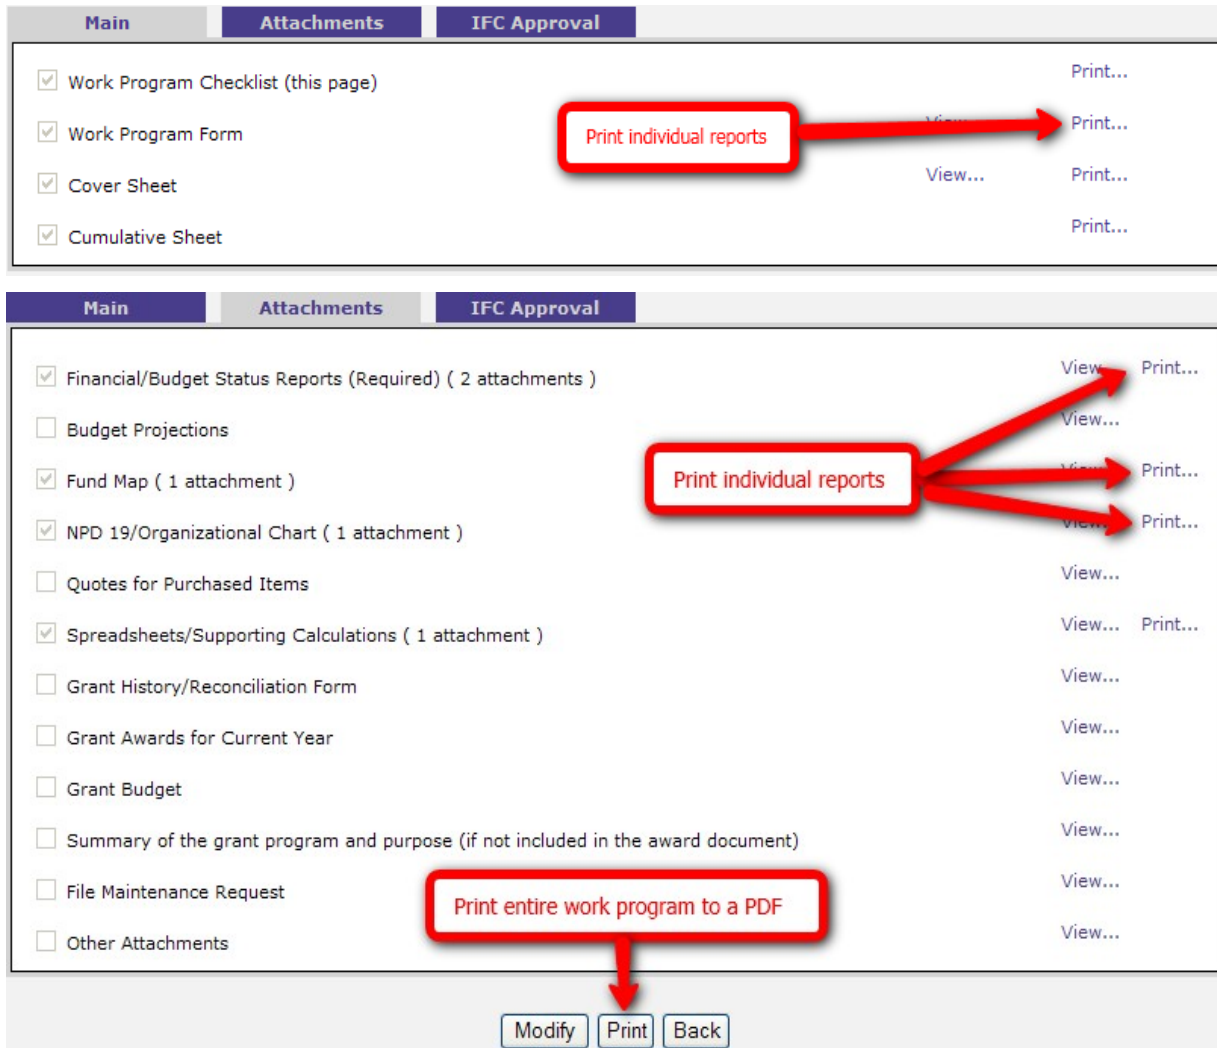 Main Attachments IFC Approval
Work Program Checklist (this page) Print...
Work Program Form Print individual reports View... Print...
Cover Sheet View... Print...
Cumulative Sheet Print...
Main Attachments IFC Approval
Financial/Budget Status Reports (Required) ( 2 attachments ) View... Print...
Budget Projections View...
Fund Map ( 1 attachment ) Print individual reports View... Print...
NPD 19/Organizational Chart ( 1 attachment ) View... Print...
Quotes for Purchased Items View...
Spreadsheets/Supporting Calculations ( 1 attachment ) View... Print...
Grant History/Reconciliation Form View...
Grant Awards for Current Year View...
Grant Budget View...
Summary of the grant program and purpose (if not included in the award document) View...
File Maintenance Request View...
Print entire work program to a PDF
Other Attachments View...
Modify Print Back